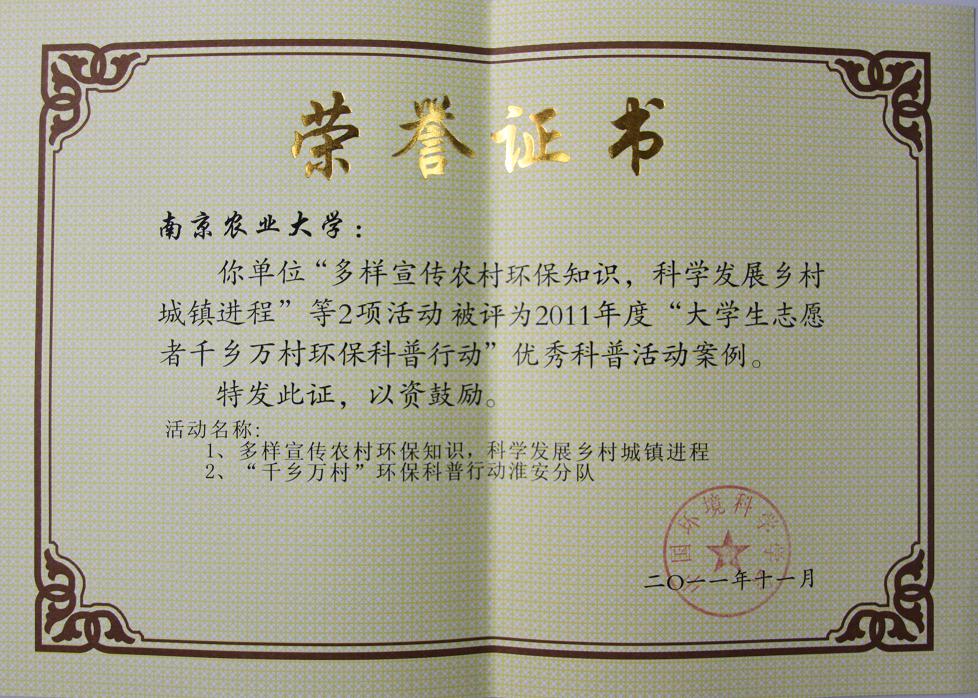 荣誉证书
南京农业大学：
你单位“多样宣传农村环保知识，科学发展乡村
城镇进程”等2项活动被评为2011年度“大学生志愿
者千乡万村环保科普行动”优秀科普活动案例。
特发此证，以资鼓励。
活动名称:
1、多样宣传农村环保知识，科学发展乡村城镇进程
2、“千乡万村”环保科普行动淮安分队
国环境科学学
二〇一一年十一月